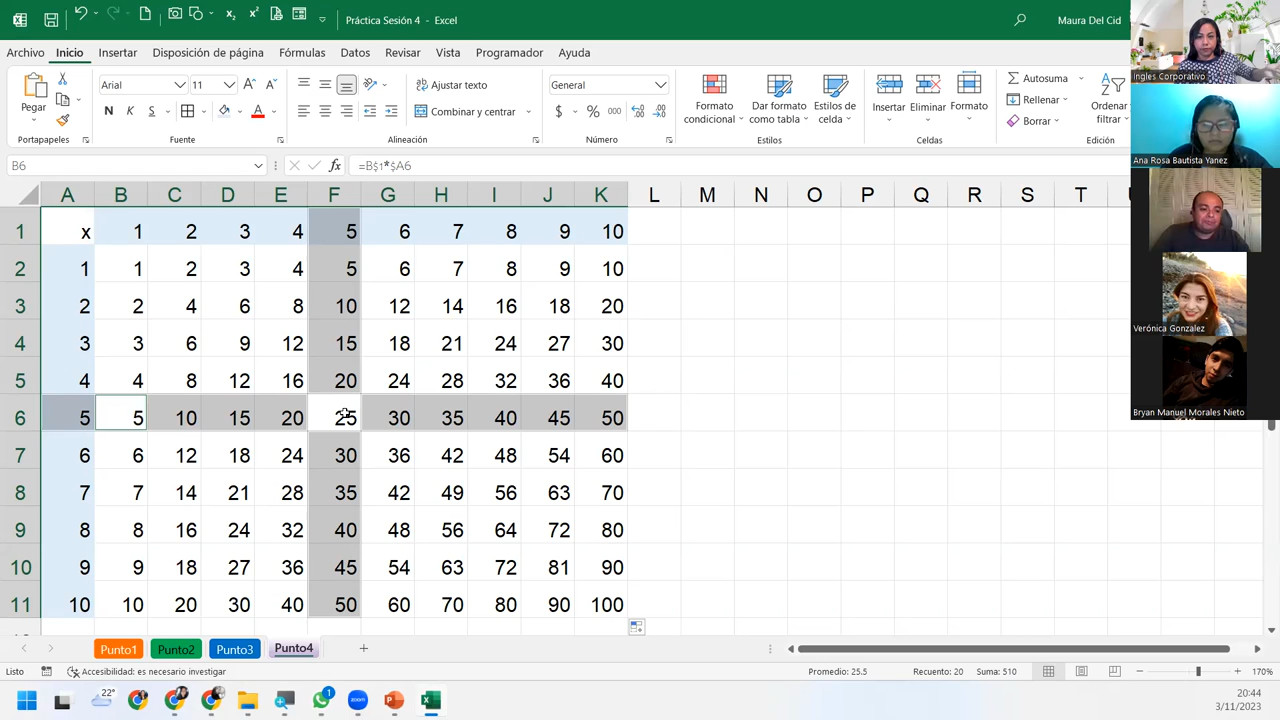 Práctica Sesión 4 - Excel
Maura Del Cid
Archivo Inicio Insertar Disposición de página Fórmulas Datos Revisar Vista Programador Ayuda
Arial 11 General Autosuma
Pegar Formato condicional Dar formato como tabla Estilos de celda Insertar Eliminar Formato Rellenar Ordenar
N K S Combinar y centrar $ % 000 Borrar
Portapapeles Fuente Alineación Número Estilos Celdas Edición
B6 fx =B$1*$A6
A B C D E F G H I J K L M N O P Q R S T
1 x 1 2 3 4 5 6 7 8 9 10
2 1 1 2 3 4 5 6 7 8 9 10
3 2 2 4 6 8 10 12 14 16 18 20
4 3 3 6 9 12 15 18 21 24 27 30
5 4 4 8 12 16 20 24 28 32 36 40
6 5 5 10 15 20 25 30 35 40 45 50
7 6 6 12 18 24 30 36 42 48 54 60
8 7 7 14 21 28 35 42 49 56 63 70
9 8 8 16 24 32 40 48 56 64 72 80
10 9 9 18 27 36 45 54 63 72 81 90
11 10 10 20 30 40 50 60 70 80 90 100
Ingles Corporativo
Ana Rosa Bautista Yanez
Verónica Gonzalez
Bryan Manuel Morales Nieto
Punto1 Punto2 Punto3 Punto4
Listo Accesibilidad: es necesario investigar Promedio: 25.5 Recuento: 20 Suma: 510 170%
22° 1 zoom
20:44
3/11/2023